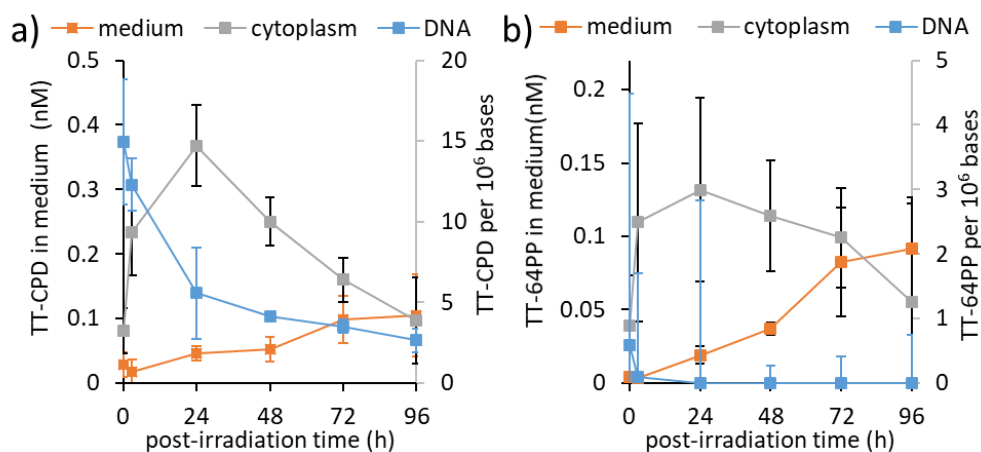 a) medium cytoplasm DNA
0.5 20
0.4 15
0.3
10
0.2
0.1 5
0 0
TT-CPD in medium (nM)
TT-CPD per 10⁶ bases
0 24 48 72 96
post-irradiation time (h)
b) medium cytoplasm DNA
0.2 5
4
0.15
3
0.1
2
0.05 1
0 0
TT-64PP in medium(nM)
TT-64PP per 10⁶ bases
0 24 48 72 96
post-irradiation time (h)